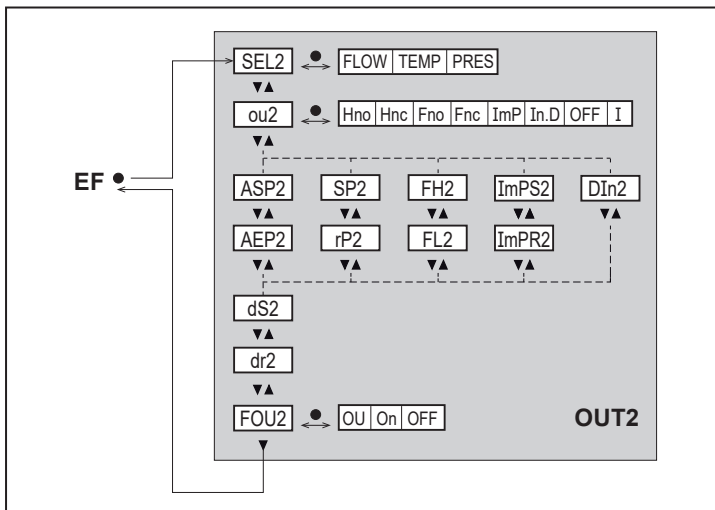 SEL2 FLOW TEMP PRES
ou2 Hno Hnc Fno Fnc ImP In.D OFF I
EF
ASP2 SP2 FH2 ImPS2 DIn2
AEP2 rP2 FL2 ImPR2
dS2
dr2
FOU2 OU On OFF
OUT2